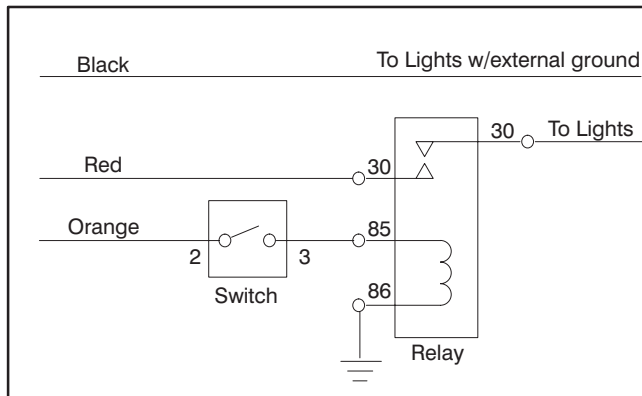 Black
To Lights w/external ground
30
To Lights
Red
30
Orange
85
2
3
86
Switch
Relay